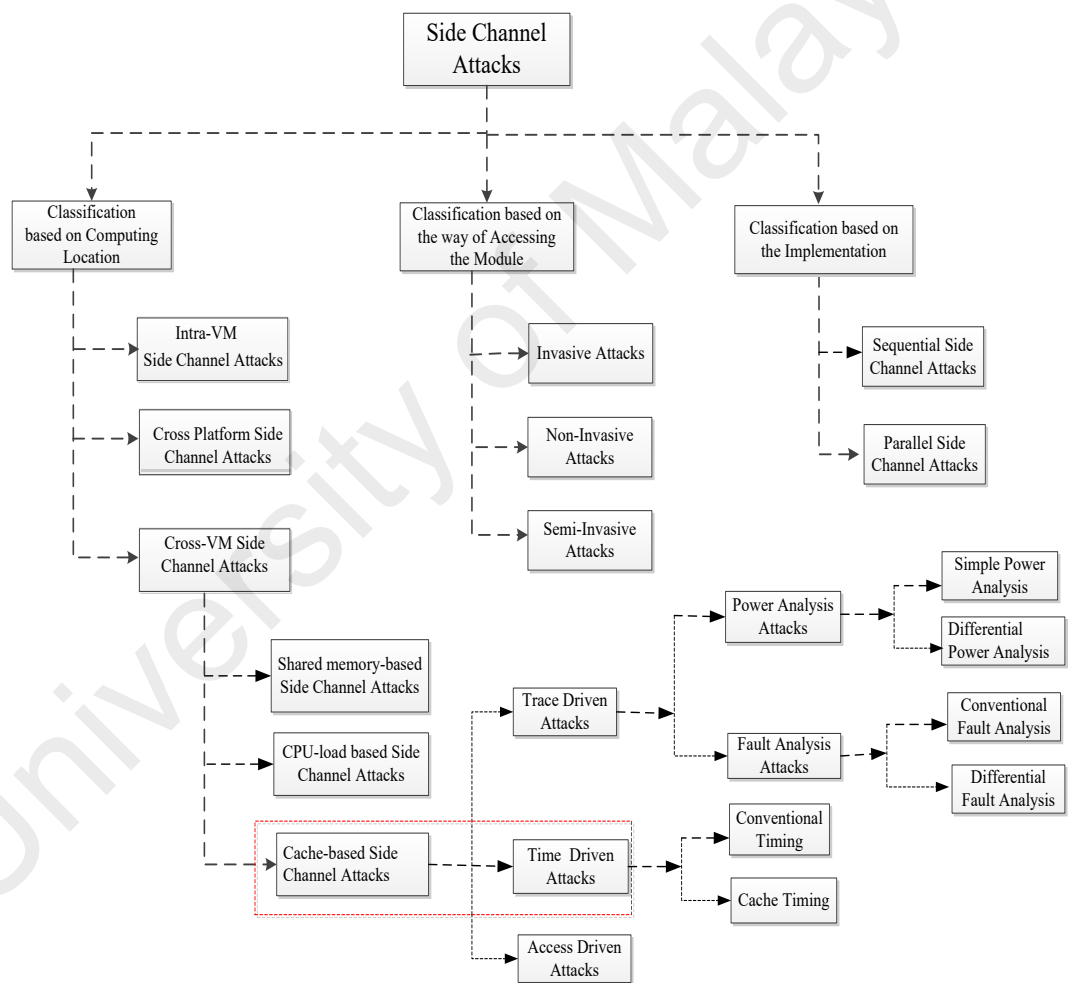 Side Channel
Attacks
Classification
based on Computing
Location
Classification based on
the way of Accessing
the Module
Classification based on
the Implementation
Intra-VM
Side Channel Attacks
Cross Platform Side
Channel Attacks
Cross-VM Side
Channel Attacks
Invasive Attacks
Non-Invasive
Attacks
Semi-Invasive
Attacks
Sequential Side
Channel Attacks
Parallel Side
Channel Attacks
Shared memory-based
Side Channel Attacks
CPU-load based Side
Channel Attacks
Cache-based Side
Channel Attacks
Trace Driven
Attacks
Time Driven
Attacks
Access Driven
Attacks
Power Analysis
Attacks
Fault Analysis
Attacks
Simple Power
Analysis
Differential
Power Analysis
Conventional
Fault Analysis
Differential
Fault Analysis
Conventional
Timing
Cache Timing
University of Malay